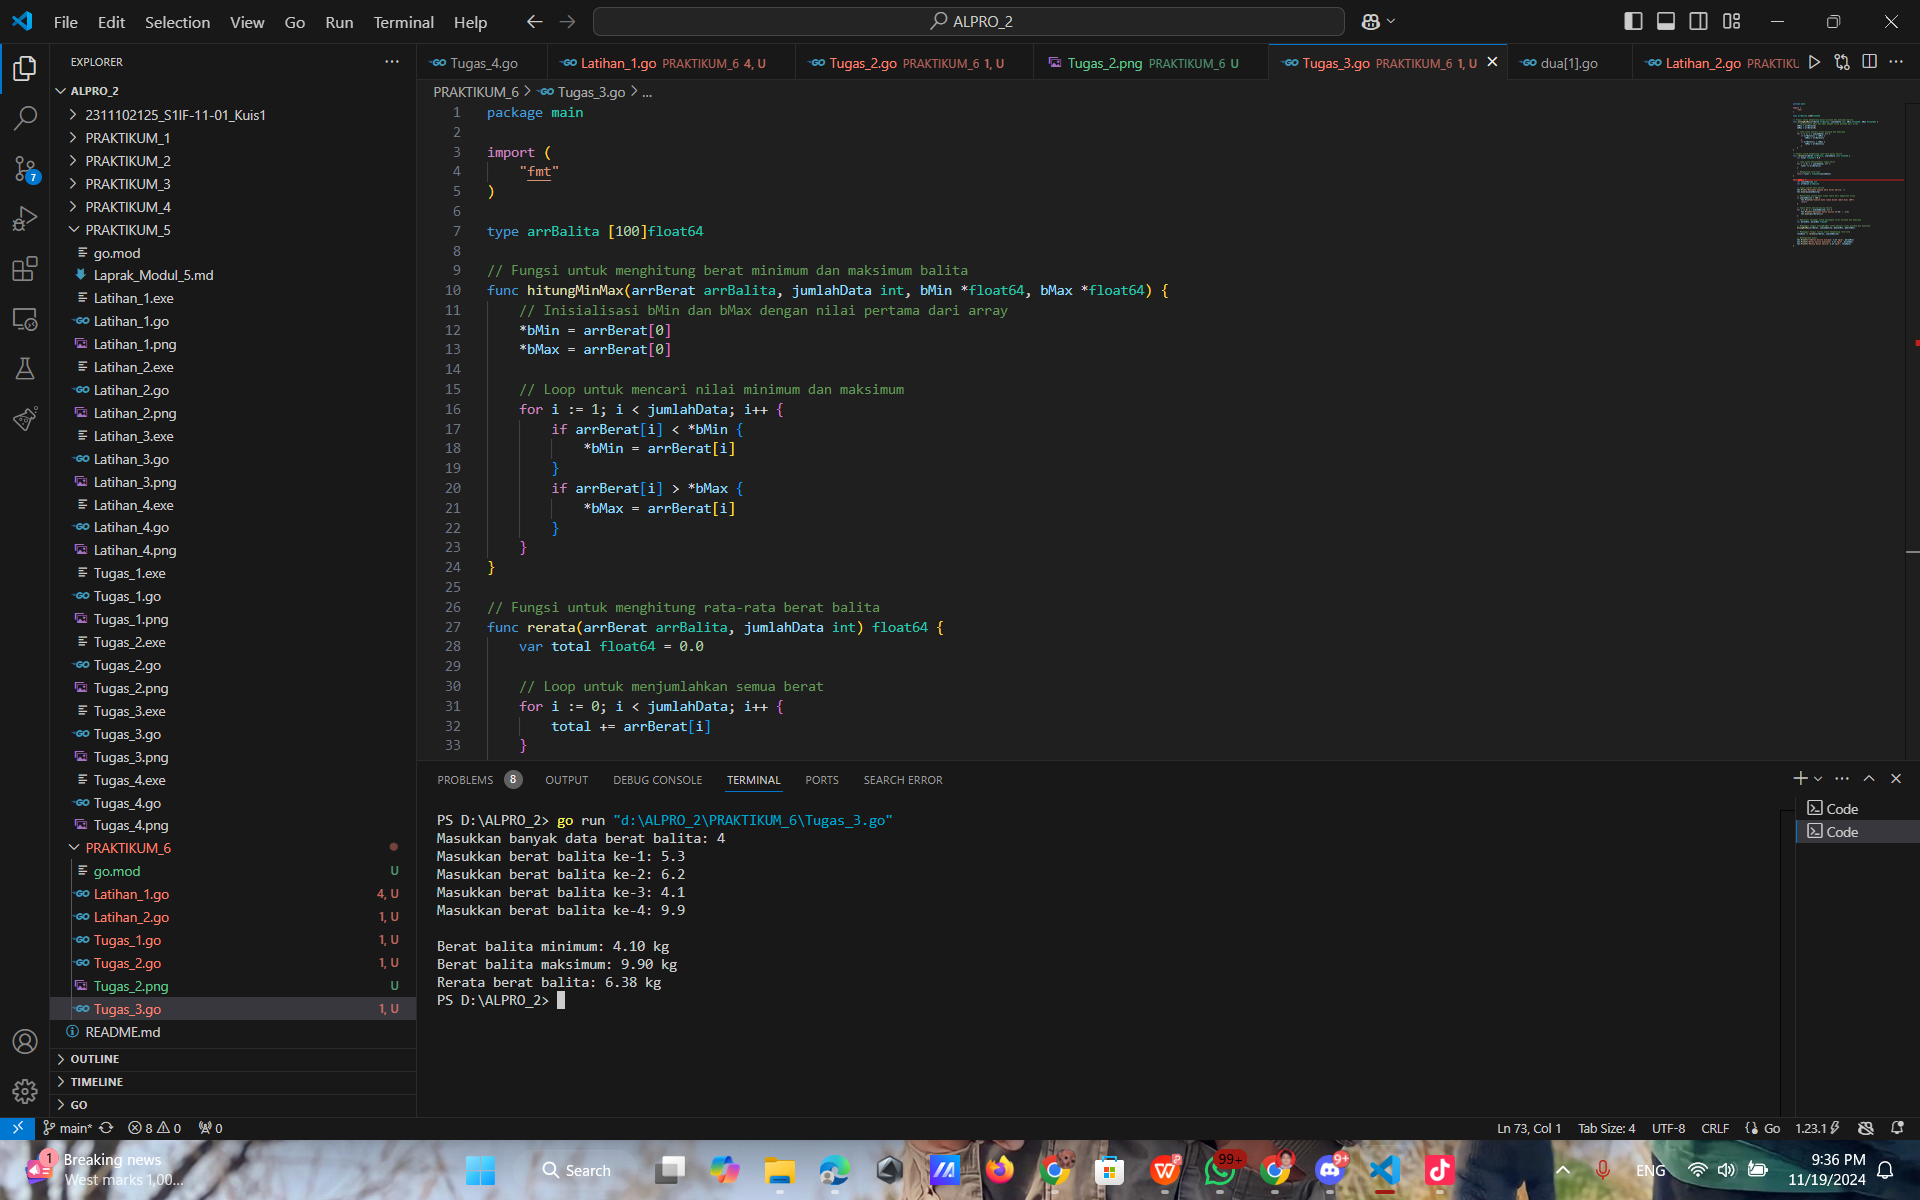 File Edit Selection View Go Run Terminal Help
ALPRO_2
EXPLORER
ALPRO_2
2311102125_S1IF-11-01_Kuis1
PRAKTIKUM_1
PRAKTIKUM_2
PRAKTIKUM_3
PRAKTIKUM_4
PRAKTIKUM_5
go.mod
Laprak_Modul_5.md
Latihan_1.exe
Latihan_1.go
Latihan_1.png
Latihan_2.exe
Latihan_2.go
Latihan_2.png
Latihan_3.exe
Latihan_3.go
Latihan_3.png
Latihan_4.exe
Latihan_4.go
Latihan_4.png
Tugas_1.exe
Tugas_1.go
Tugas_1.png
Tugas_2.exe
Tugas_2.go
Tugas_2.png
Tugas_3.exe
Tugas_3.go
Tugas_3.png
Tugas_4.exe
Tugas_4.go
Tugas_4.png
PRAKTIKUM_6
go.mod U
Latihan_1.go 4, U
Latihan_2.go 1, U
Tugas_1.go 1, U
Tugas_2.go 1, U
Tugas_2.png U
Tugas_3.go 1, U
README.md
OUTLINE
TIMELINE
GO
7
Tugas_4.go Latihan_1.go PRAKTIKUM_6 4, U Tugas_2.go PRAKTIKUM_6 1, U Tugas_2.png PRAKTIKUM_6 U Tugas_3.go PRAKTIKUM_6 1, U dua[1].go Latihan_2.go PRAKTIKU
PRAKTIKUM_6 > Tugas_3.go > ...
1 package main
2
3 import (
4 "fmt"
5 )
6
7 type arrBalita [100]float64
8
9 // Fungsi untuk menghitung berat minimum dan maksimum balita
10 func hitungMinMax(arrBerat arrBalita, jumlahData int, bMin *float64, bMax *float64) {
11 // Inisialisasi bMin dan bMax dengan nilai pertama dari array
12 *bMin = arrBerat[0]
13 *bMax = arrBerat[0]
14
15 // Loop untuk mencari nilai minimum dan maksimum
16 for i := 1; i < jumlahData; i++ {
17 if arrBerat[i] < *bMin {
18 *bMin = arrBerat[i]
19 }
20 if arrBerat[i] > *bMax {
21 *bMax = arrBerat[i]
22 }
23 }
24 }
25
26 // Fungsi untuk menghitung rata-rata berat balita
27 func rerata(arrBerat arrBalita, jumlahData int) float64 {
28 var total float64 = 0.0
29
30 // Loop untuk menjumlahkan semua berat
31 for i := 0; i < jumlahData; i++ {
32 total += arrBerat[i]
33 }
PROBLEMS 8 OUTPUT DEBUG CONSOLE TERMINAL PORTS SEARCH ERROR
PS D:\ALPRO_2> go run "d:\ALPRO_2\PRAKTIKUM_6\Tugas_3.go"
Masukkan banyak data berat balita: 4
Masukkan berat balita ke-1: 5.3
Masukkan berat balita ke-2: 6.2
Masukkan berat balita ke-3: 4.1
Masukkan berat balita ke-4: 9.9
Berat balita minimum: 4.10 kg
Berat balita maksimum: 9.90 kg
Rerata berat balita: 6.38 kg
PS D:\ALPRO_2>
Code
Code
main* 8 0 0 Ln 73, Col 1 Tab Size: 4 UTF-8 CRLF Go 1.23.1
1 Breaking news
West marks 1,00...
Search
99+ 9+
ENG
9:36 PM
11/19/2024